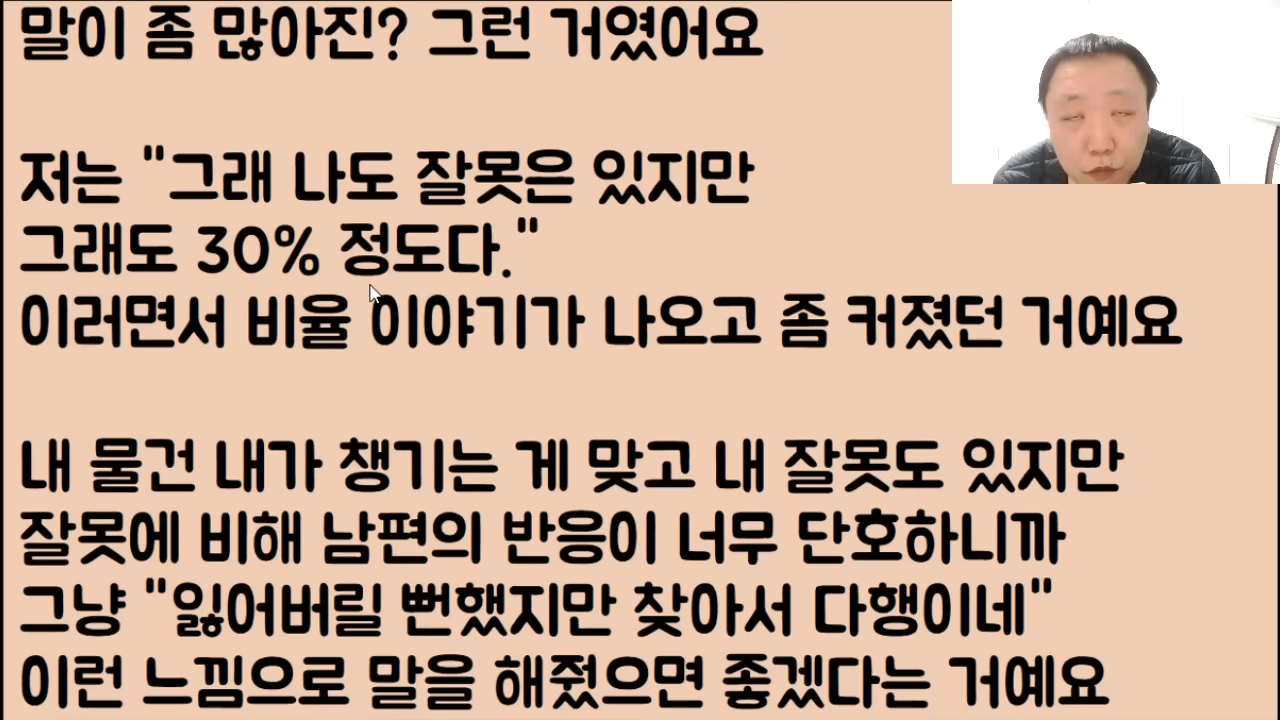 말이 좀 많아진? 그런 거였어요
저는 "그래 나도 잘못은 있지만
그래도 30% 정도다."
이러면서 비율 이야기가 나오고 좀 커졌던 거예요
내 물건 내가 챙기는 게 맞고 내 잘못도 있지만
잘못에 비해 남편의 반응이 너무 단호하니까
그냥 "잃어버릴 뻔했지만 찾아서 다행이네"
이런 느낌으로 말을 해줬으면 좋겠다는 거예요